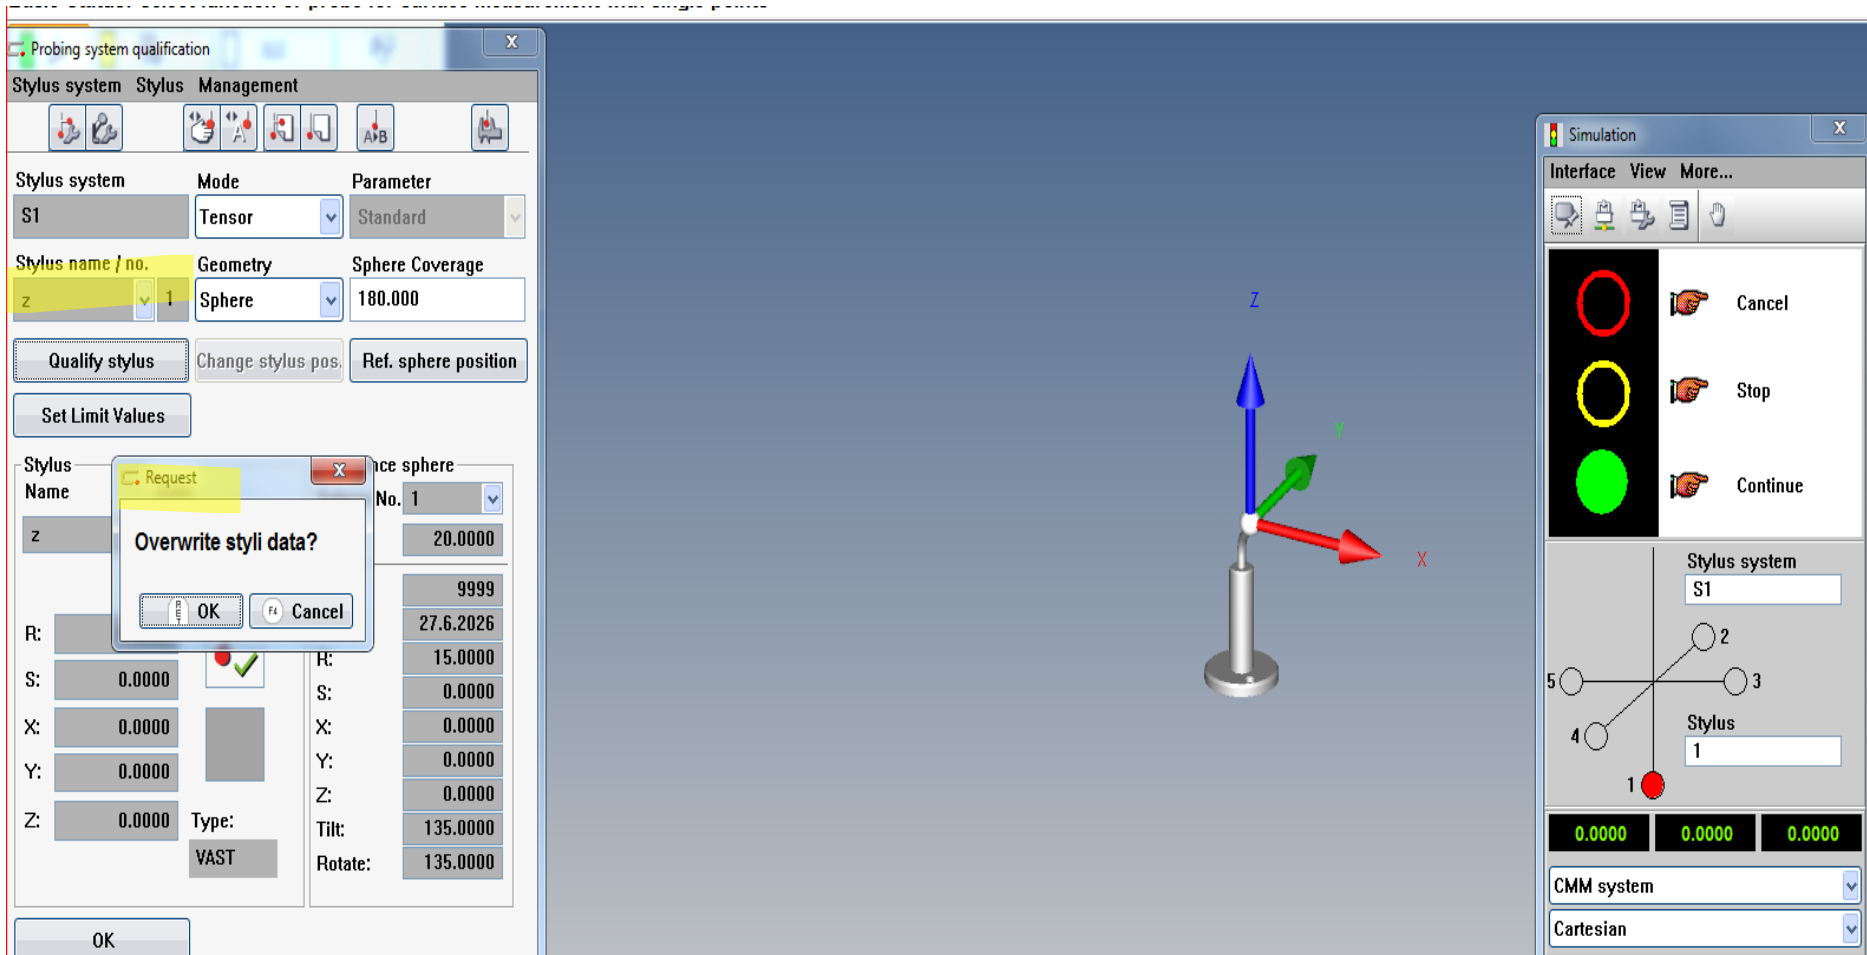 Probing system qualification
X
Stylus system Stylus Management
A▸B
Stylus system Mode Parameter
S1 Tensor Standard
Stylus name / no. Geometry Sphere Coverage
z 1 Sphere 180.000
Qualify stylus Change stylus pos. Ref. sphere position
Set Limit Values
Stylus nce sphere
Name No. 1
z 20.0000
Request
X
Overwrite styli data?
RET OK F4 Cancel
9999
27.6.2026
R: R: 15.0000
S: 0.0000 S: 0.0000
X: 0.0000 X: 0.0000
Y: 0.0000 Y: 0.0000
Z: 0.0000
Z: 0.0000 Type: Tilt: 135.0000
VAST Rotate: 135.0000
OK
Z
Y
X
Simulation
X
Interface View More...
Cancel
Stop
Continue
Stylus system
S1
2
5 3
4
Stylus
1
1
0.0000 0.0000 0.0000
CMM system
Cartesian